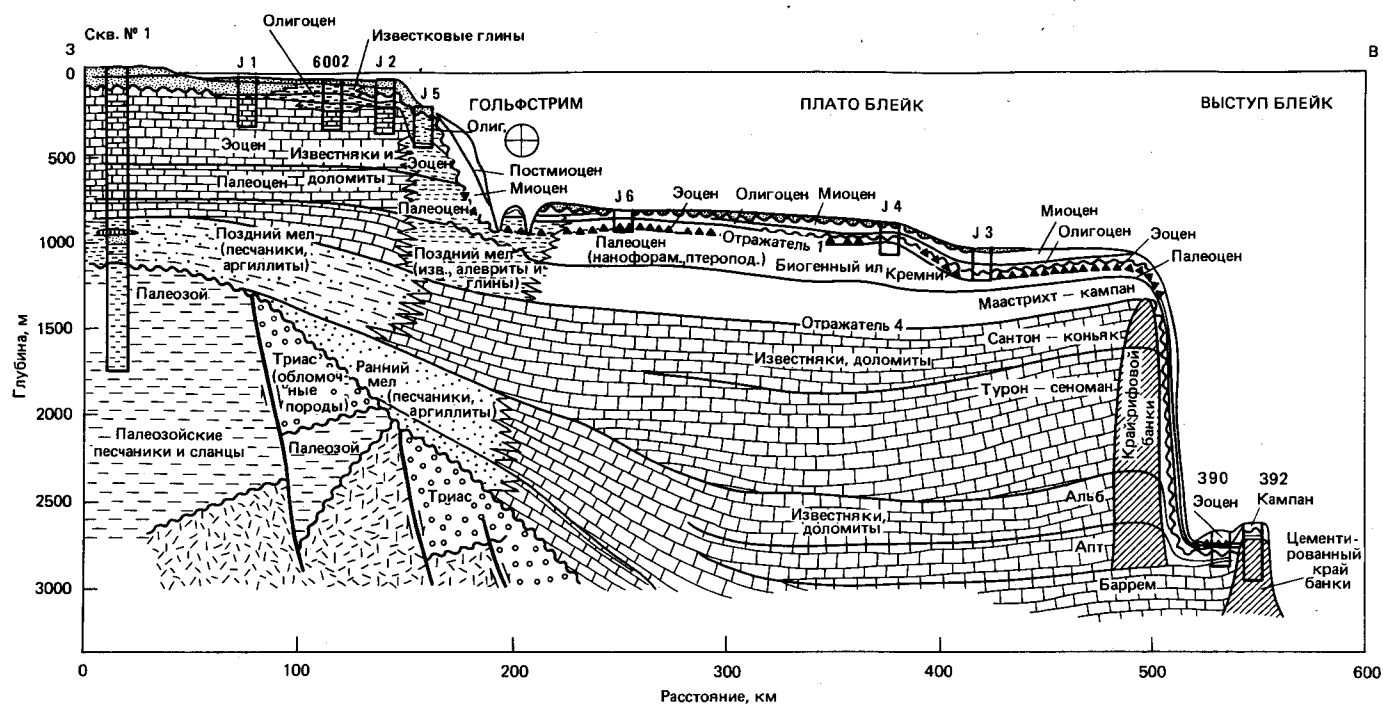 Скв. № 1
Олигоцен
Известковые глины
З
В
J 1
6002
J 2
J 5
ГОЛЬФСТРИМ
ПЛАТО БЛЕЙК
ВЫСТУП БЛЕЙК
Олиг.
Эоцен
Известняки и
доломиты
Палеоцен
Эоцен
Палеоцен
Постмиоцен
Миоцен
J 6
Эоцен
Олигоцен
Миоцен
J 4
J 3
Миоцен
Олигоцен
Эоцен
Палеоцен
Отражатель 1
Палеоцен
(нанофорам., птеропод.)
Биогенный ил
Кремни
Поздний мел
(песчаники,
аргиллиты)
Поздний мел
(изв., алевриты и
глины)
Маастрихт — кампан
Отражатель 4
Палеозой
Сантон — коньяк
Известняки, доломиты
Турон — сеноман
Край рифовой
банки
Триас
(обломоч-
ные
породы)
Ранний
мел
(песчаники,
аргиллиты)
Палеозойские
песчаники и сланцы
Палеозой
Триас
Известняки,
доломиты
Альб
Апт
Баррем
390
392
Эоцен
Кампан
Цементи-
рованный
край
банки
Глубина, м
0
500
1000
1500
2000
2500
3000
0
100
200
300
400
500
600
Расстояние, км